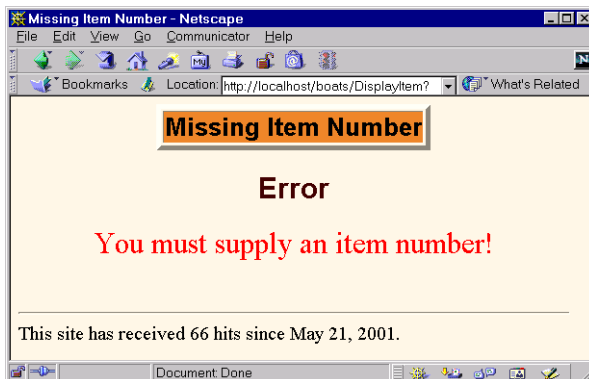 Missing Item Number - Netscape
File Edit View Go Communicator Help
Bookmarks Location: http://localhost/boats/DisplayItem? What's Related
Missing Item Number
Error
You must supply an item number!
This site has received 66 hits since May 21, 2001.
Document: Done